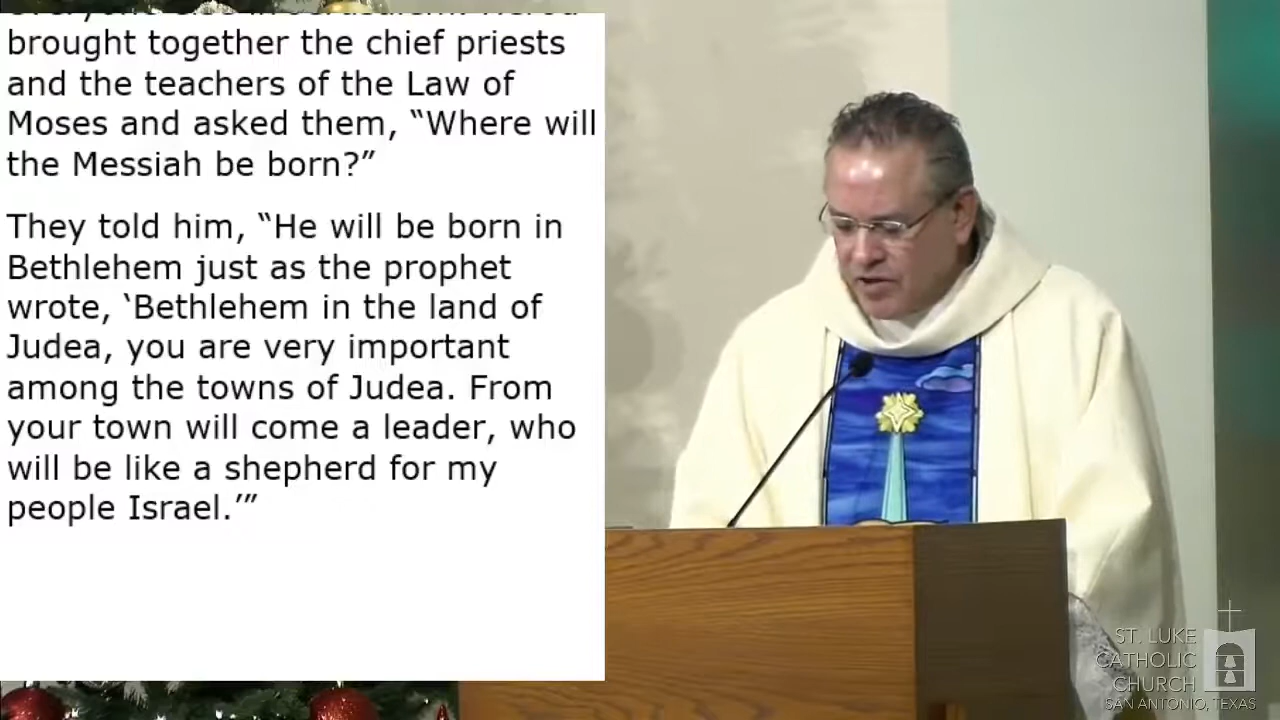 brought together the chief priests
and the teachers of the Law of
Moses and asked them, “Where will
the Messiah be born?”
They told him, “He will be born in
Bethlehem just as the prophet
wrote, ‘Bethlehem in the land of
Judea, you are very important
among the towns of Judea. From
your town will come a leader, who
will be like a shepherd for my
people Israel.’”
ST. LUKE
CATHOLIC
CHURCH
SAN ANTONIO, TEXAS